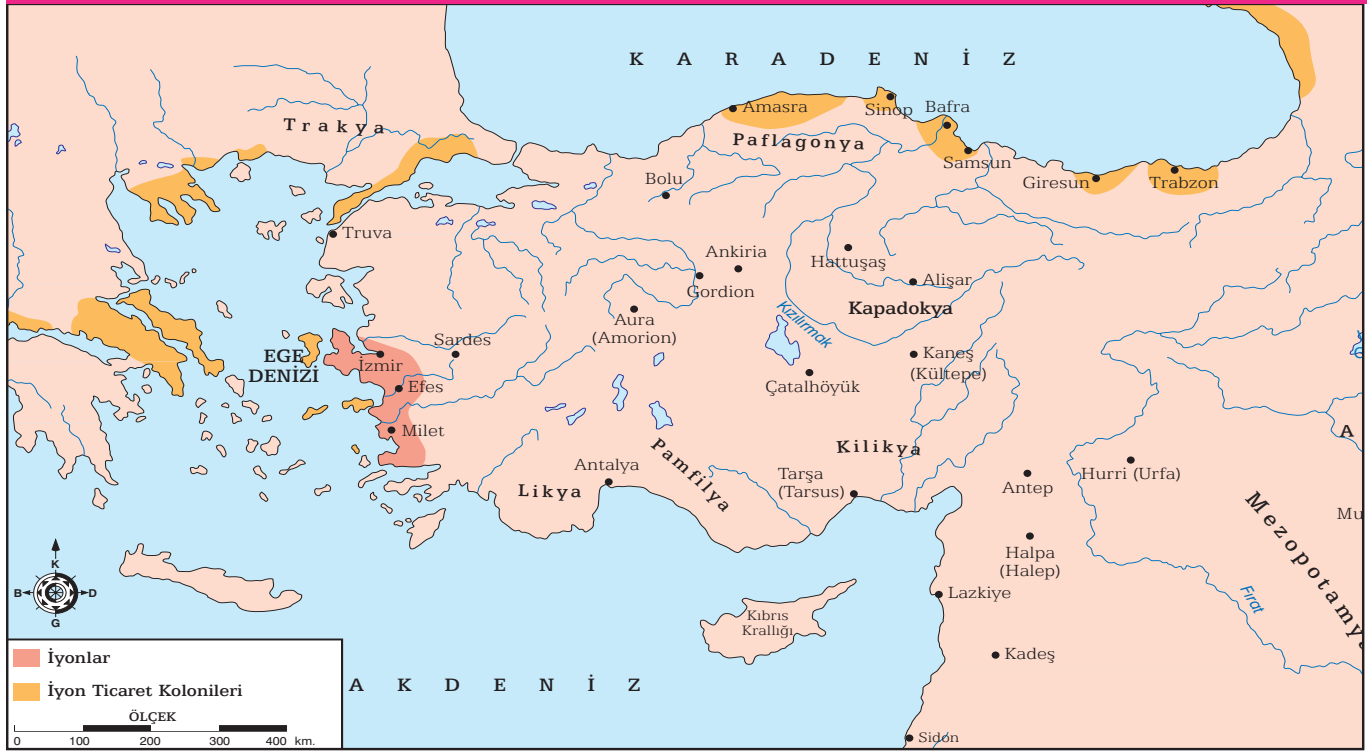 K A R A D E N İ Z
Trakya
Amasra
Sinop
Bafra
Paflagonya
Samsun
Bolu
Giresun
Trabzon
Truva
Ankiria
Hattuşaş
Gordion
Alişar
Kapadokya
Kızılırmak
Aura
(Amorion)
Sardes
EGE
DENİZİ
İzmir
Kaneş
(Kültepe)
Efes
Çatalhöyük
Milet
A
Kilikya
Pamfilya
Antalya
Likya
Tarşa
(Tarsus)
Antep
Hurri (Urfa)
Mezopotamya
Mu
Halpa
(Halep)
K
B
D
G
Lazkiye
Fırat
Kıbrıs
Krallığı
Kadeş
İyonlar
İyon Ticaret Kolonileri
A K D E N İ Z
ÖLÇEK
0 100 200 300 400 km.
Sidón